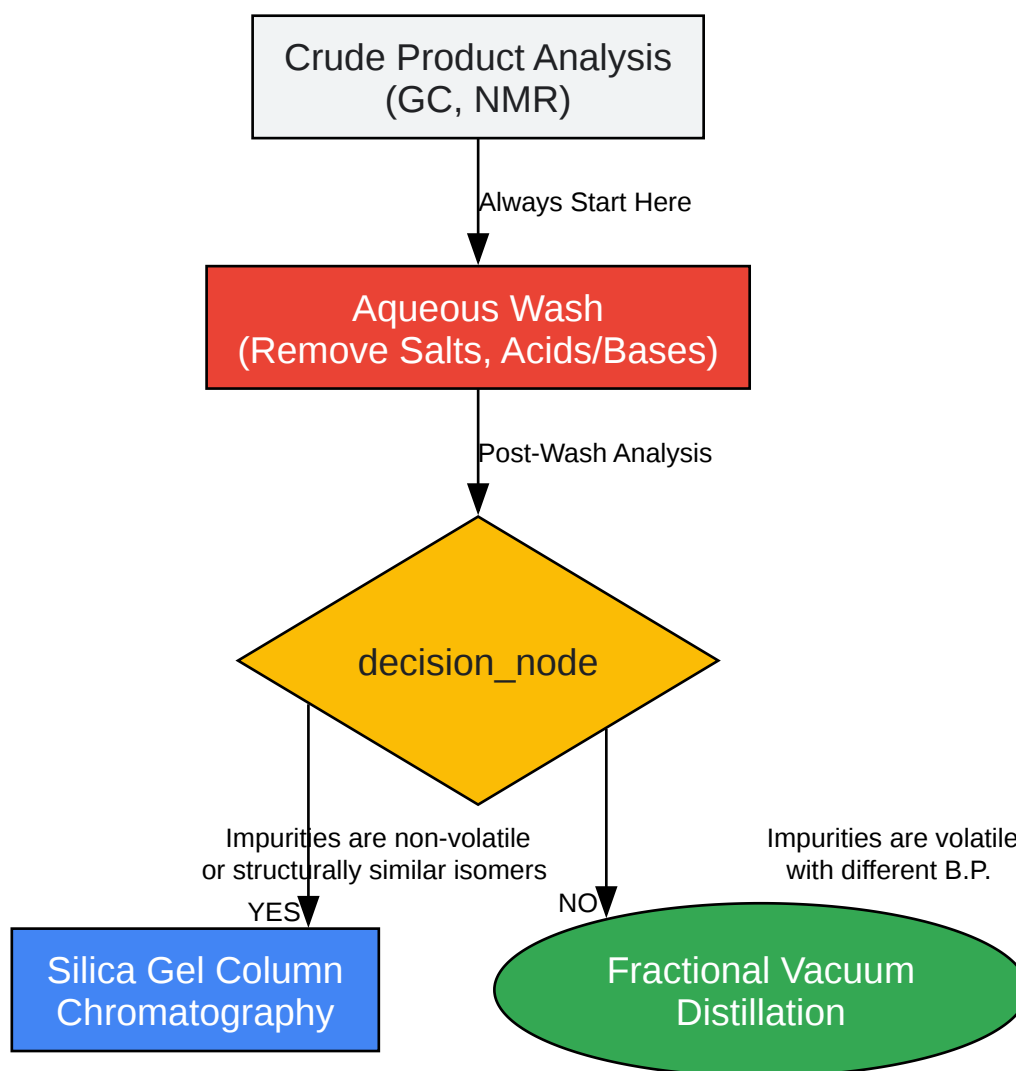 Crude Product Analysis
(GC, NMR)
Always Start Here
Aqueous Wash
(Remove Salts, Acids/Bases)
Post-Wash Analysis
decision_node
Impurities are non-volatile
or structurally similar isomers
Impurities are volatile
with different B.P.
YES
NO
Silica Gel Column
Chromatography
Fractional Vacuum
Distillation